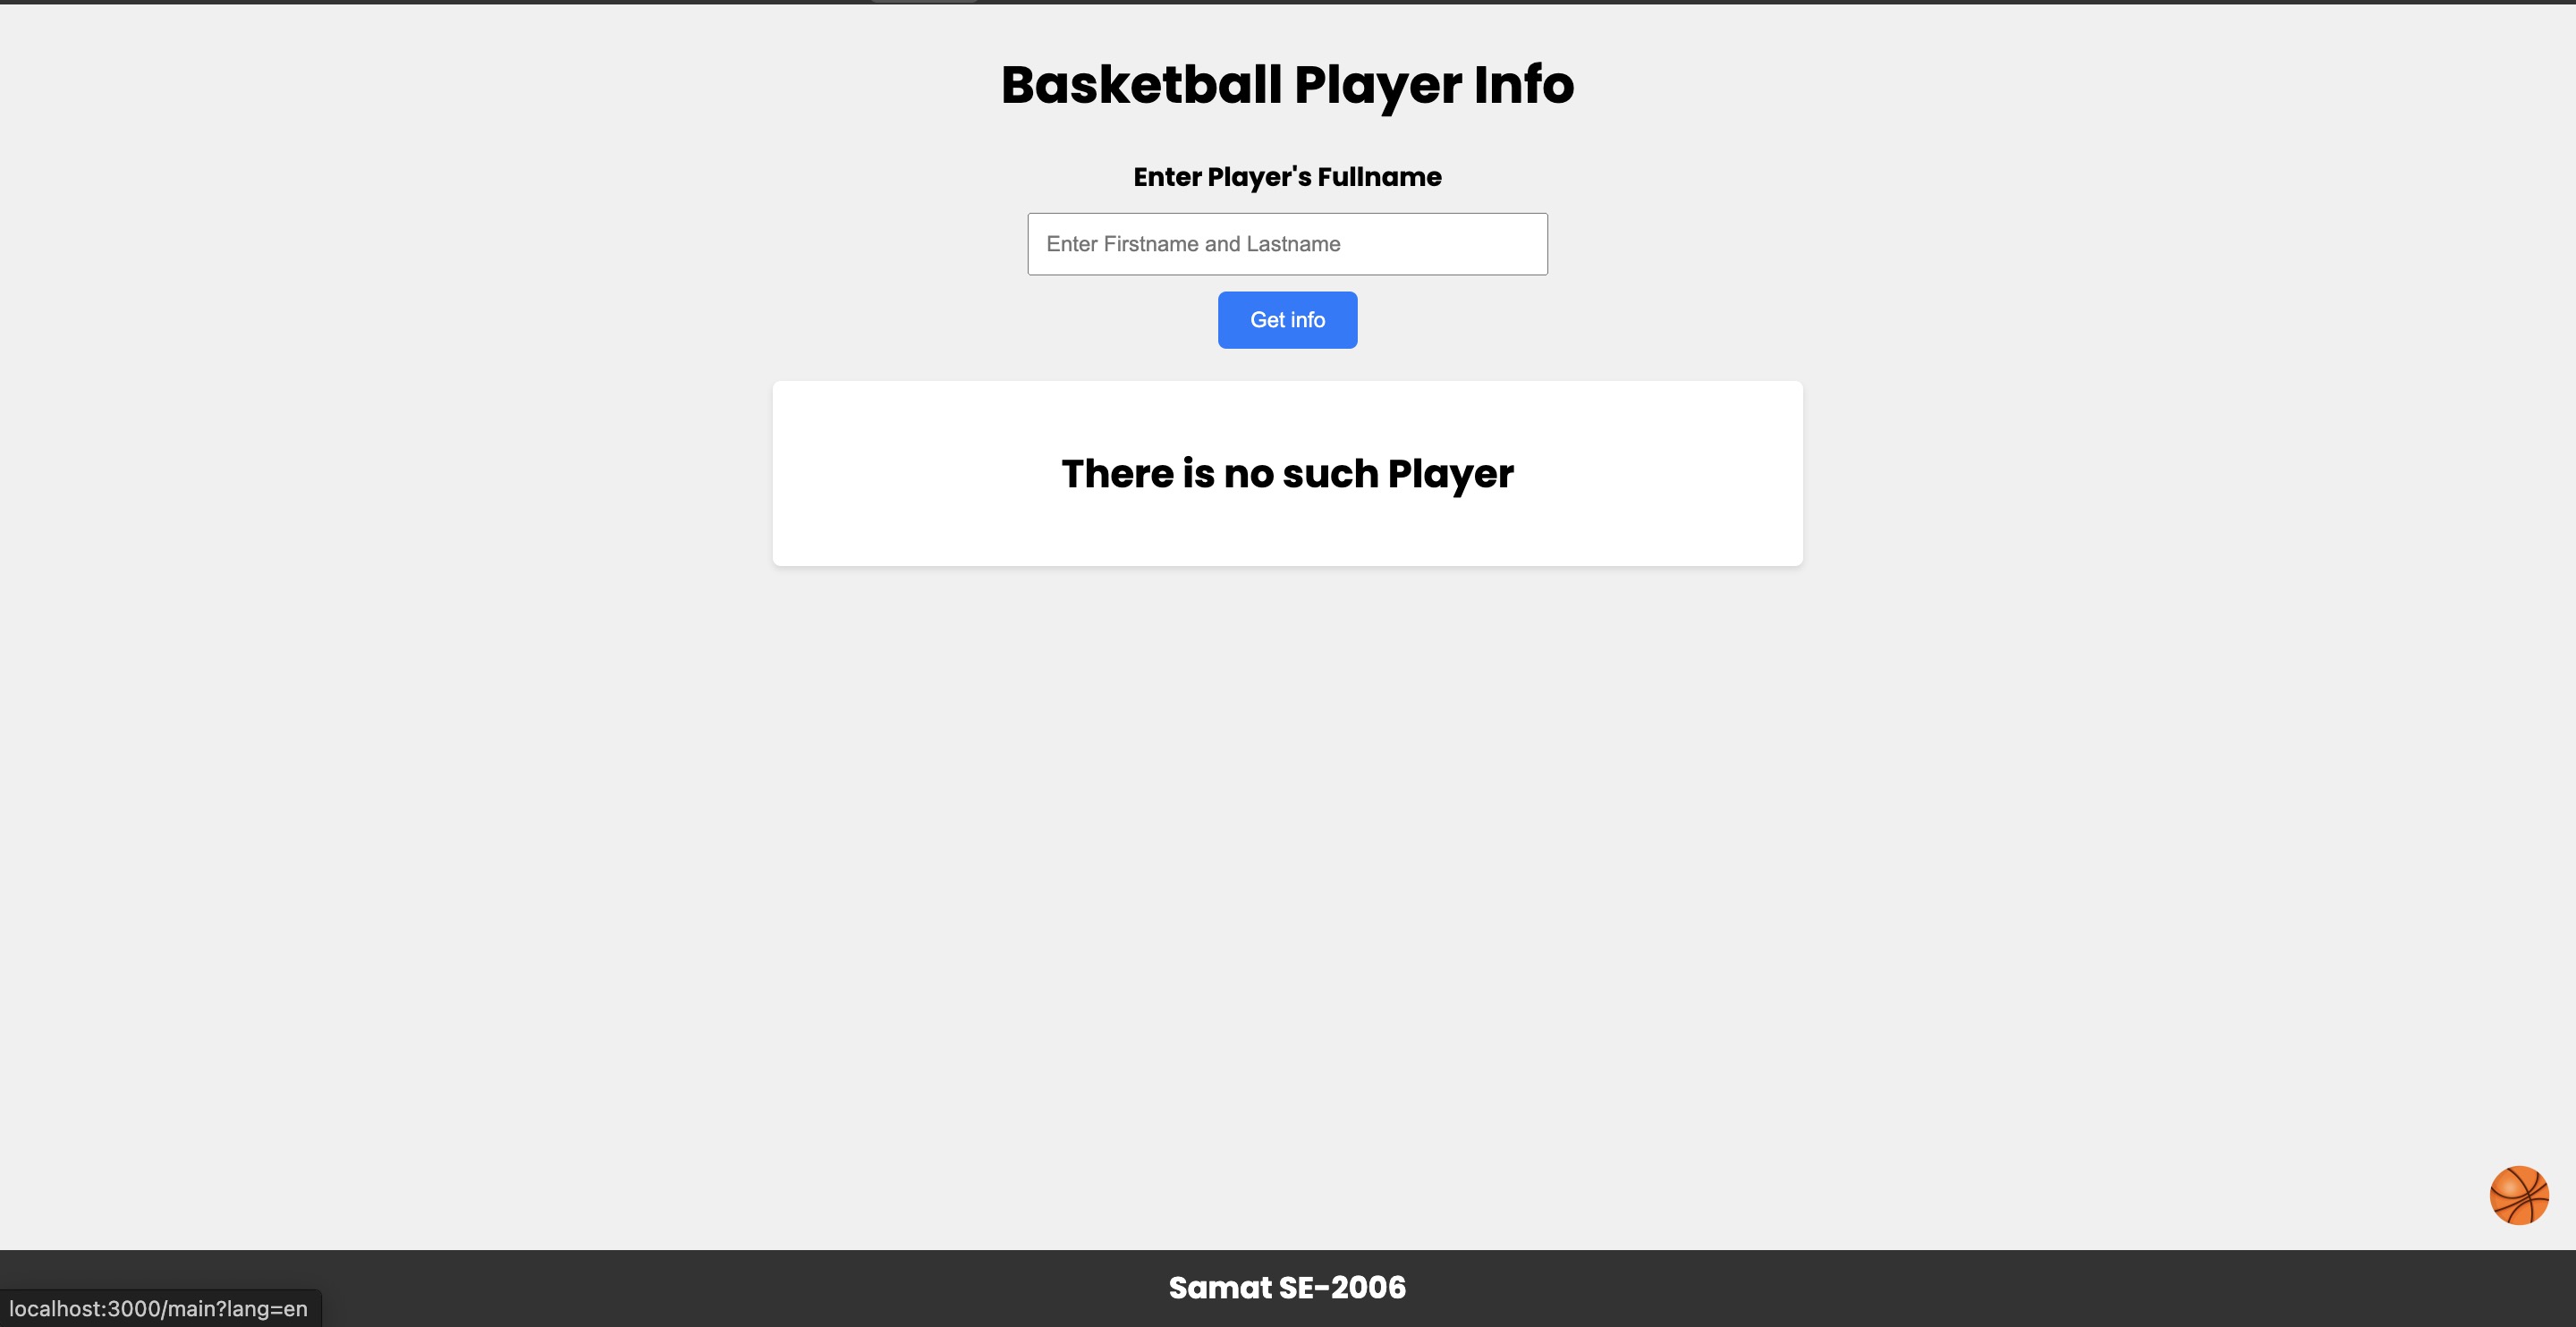 Basketball Player Info
Enter Player's Fullname
Enter Firstname and Lastname
Get info
There is no such Player
Samat SE-2006
localhost:3000/main?lang=en